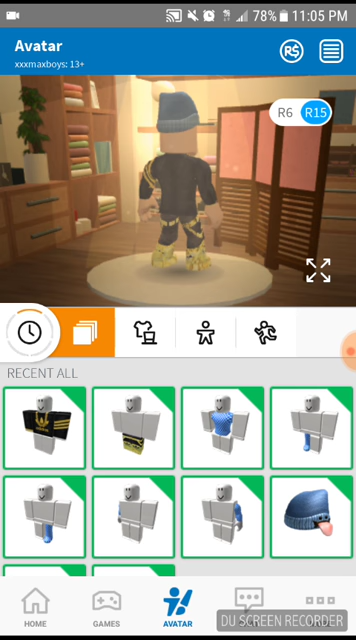 78% 11:05 PM
Avatar
xxxmaxboys: 13+
R$
R6 R15
RECENT ALL
HOME GAMES AVATAR
DU SCREEN RECORDER